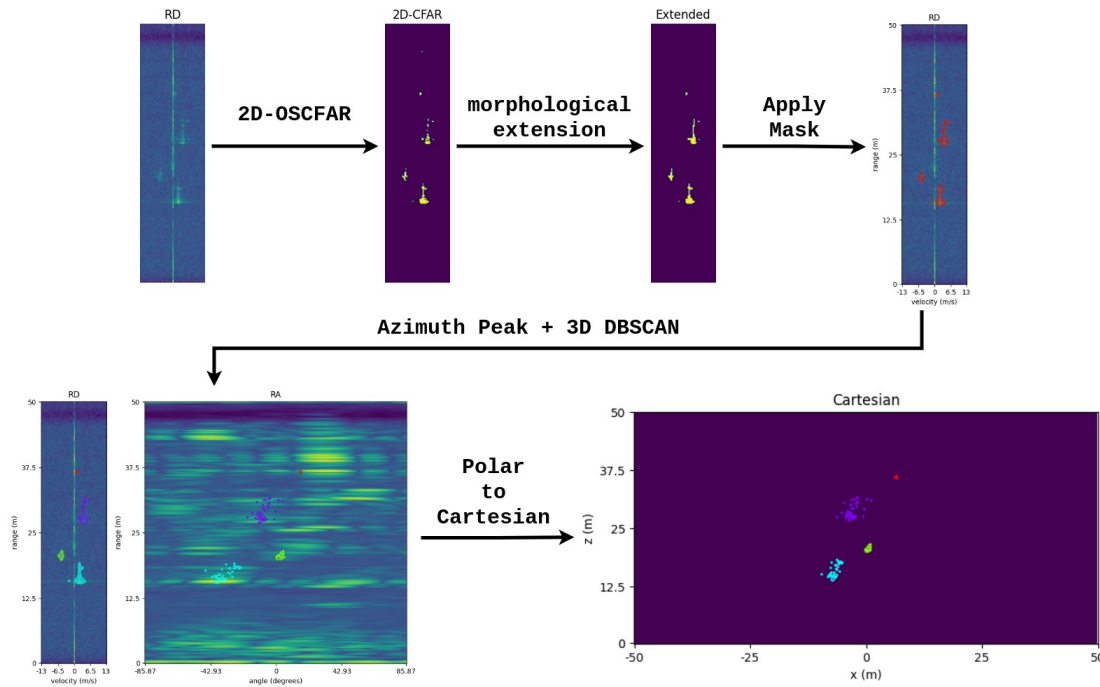 RD
2D-CFAR
Extended
RD
2D-OSCFAR
morphological
extension
Apply
Mask
50
37.5
25
12.5
0
range (m)
-13 -6.5 0 6.5 13
velocity (m/s)
Azimuth Peak + 3D DBSCAN
RD
50
37.5
25
12.5
0
range (m)
-13 -6.5 0 6.5 13
velocity (m/s)
RA
50
37.5
25
12.5
0
range (m)
-85.87 -42.93 0 42.93 85.87
angle (degrees)
Polar
to
Cartesian
Cartesian
50
37.5
25
12.5
0
z (m)
-50 -25 0 25 50
x (m)